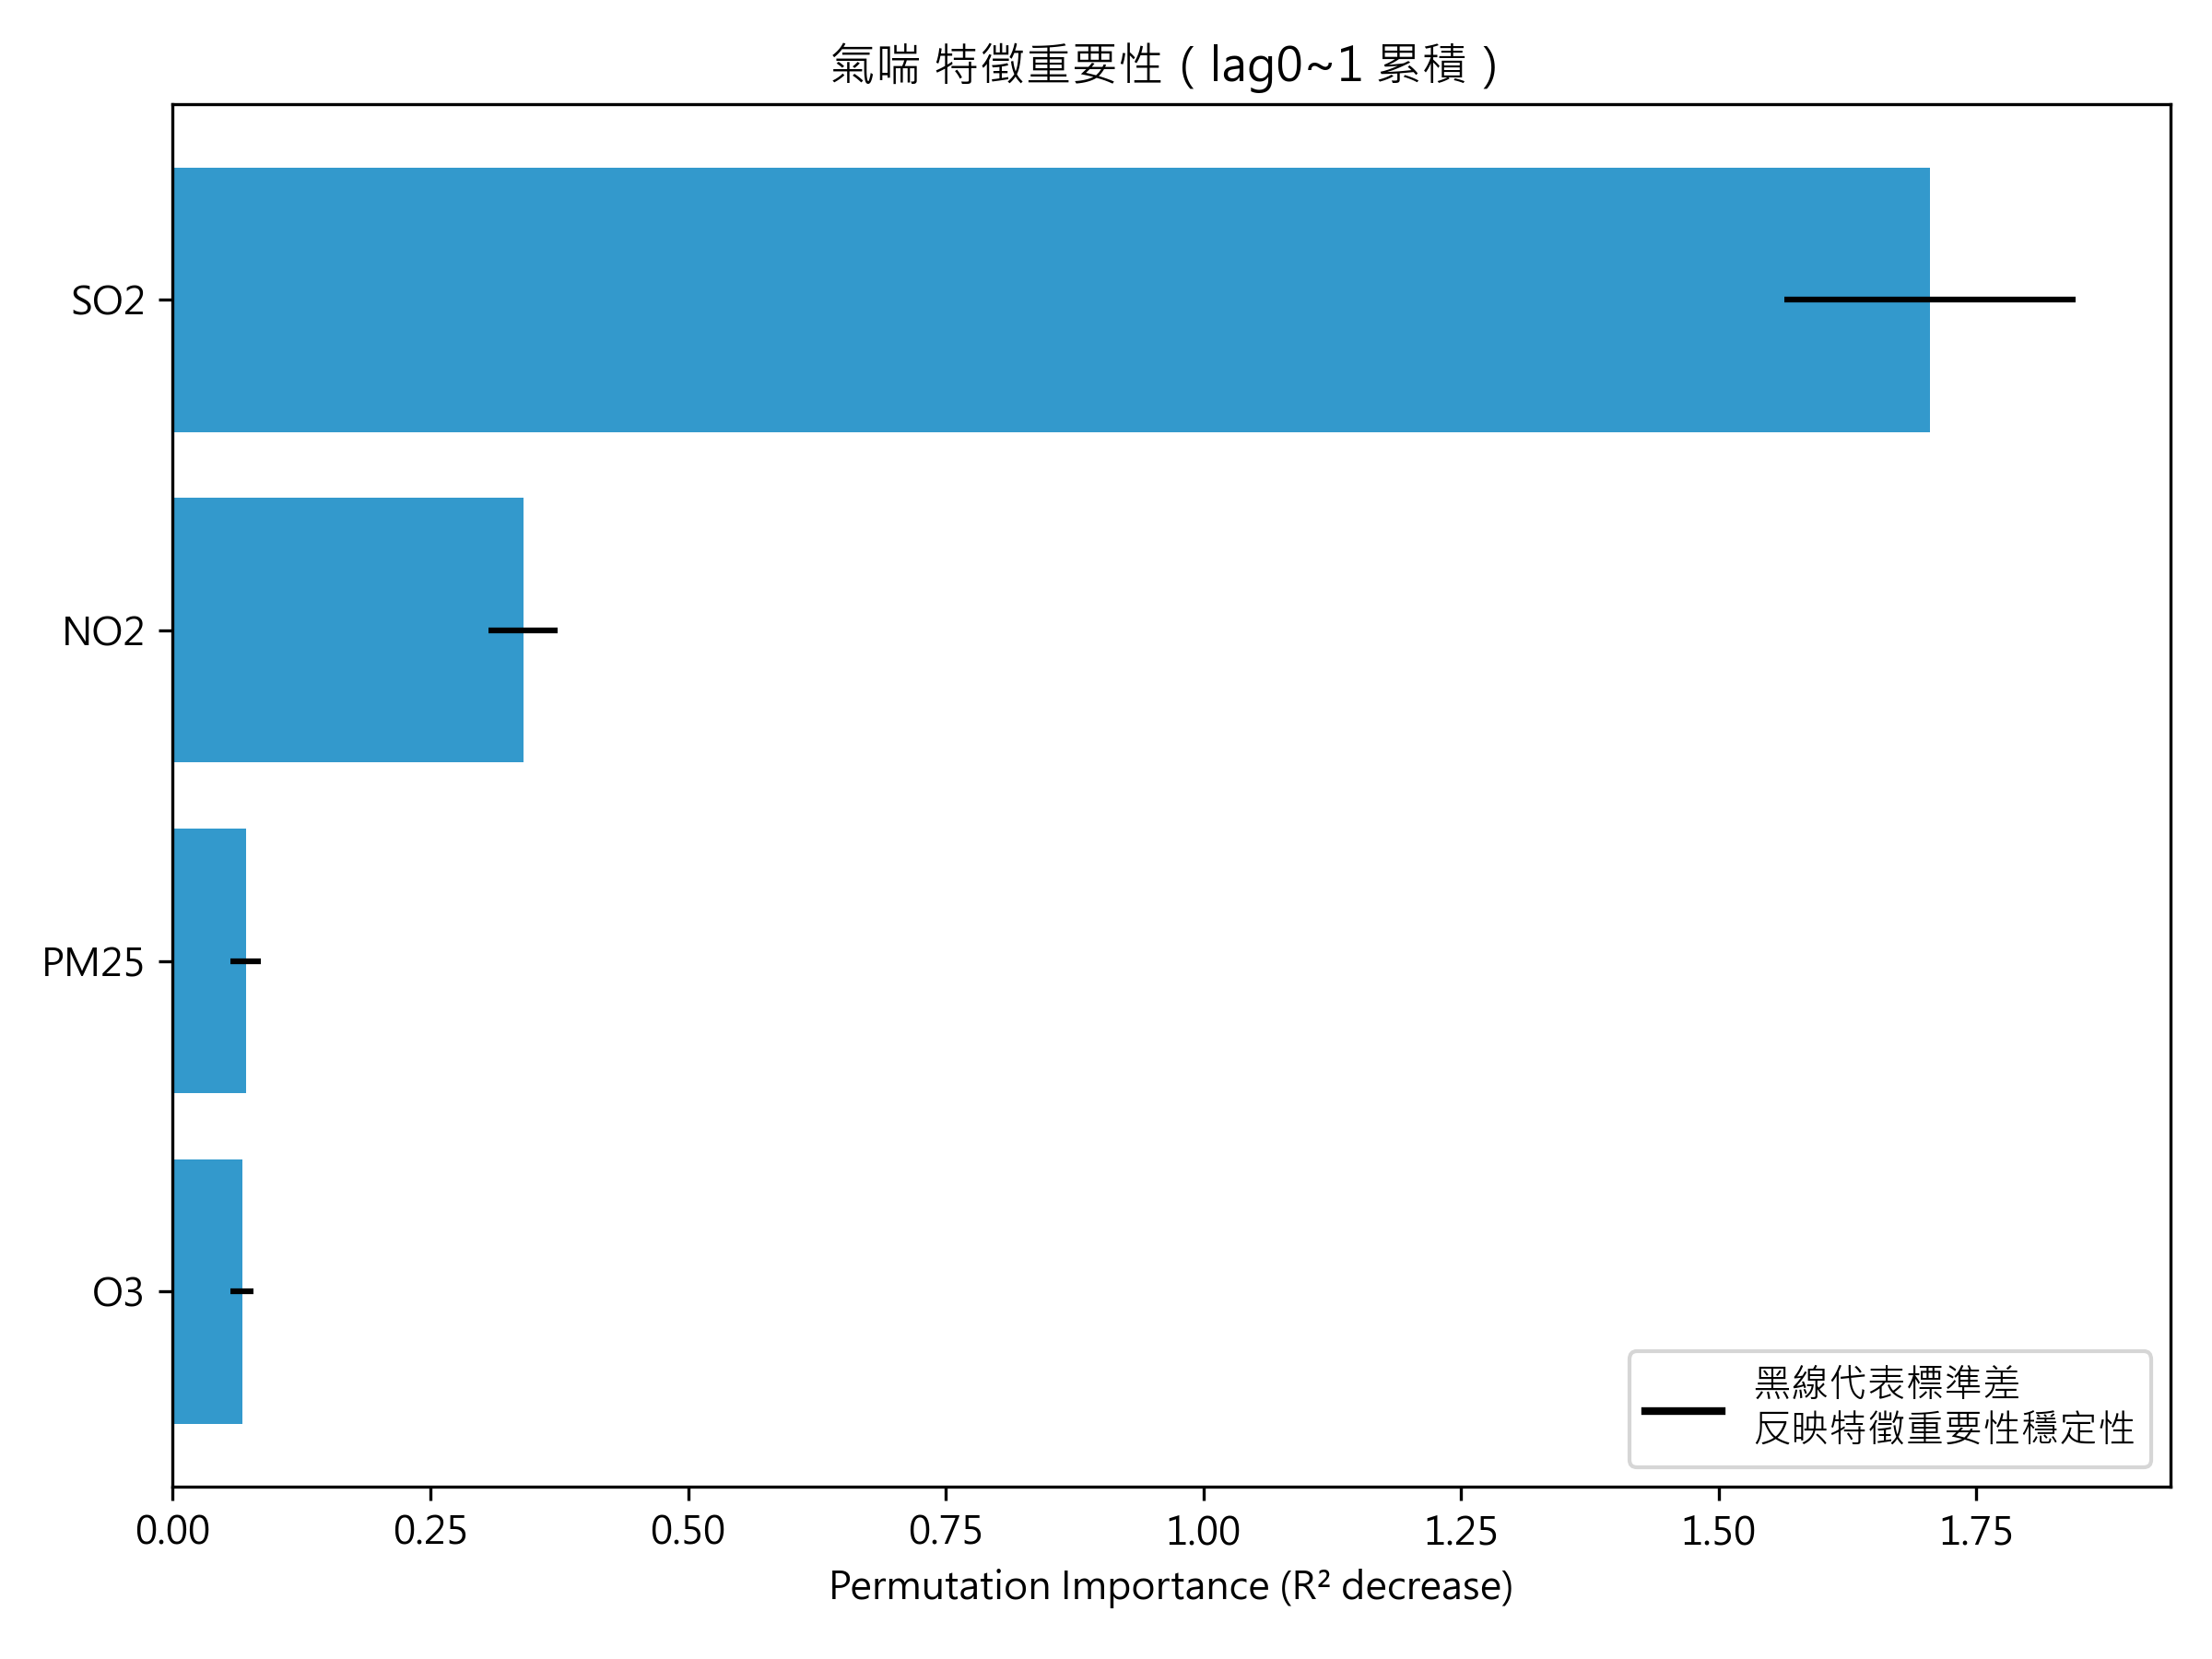 氣喘 特徵重要性（lag0~1 累積）
SO2
NO2
PM25
O3
黑線代表標準差
反映特徵重要性穩定性
0.00 0.25 0.50 0.75 1.00 1.25 1.50 1.75
Permutation Importance (R² decrease)